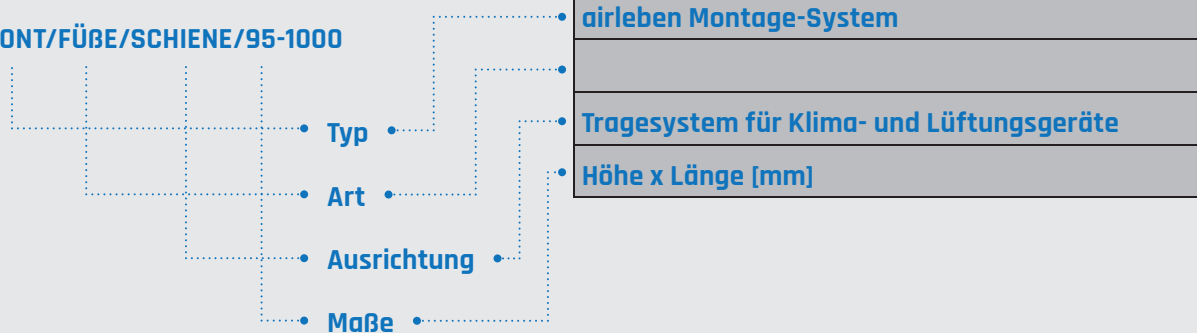 airleben Montage-System
ONT/FÜßE/SCHIENE/95-1000
Typ
Tragesystem für Klima- und Lüftungsgeräte
Höhe x Länge [mm]
Art
Ausrichtung
Maße